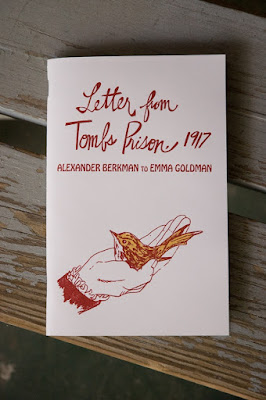 Letter from
Tombs Prison, 1917
ALEXANDER BERKMAN TO EMMA GOLDMAN